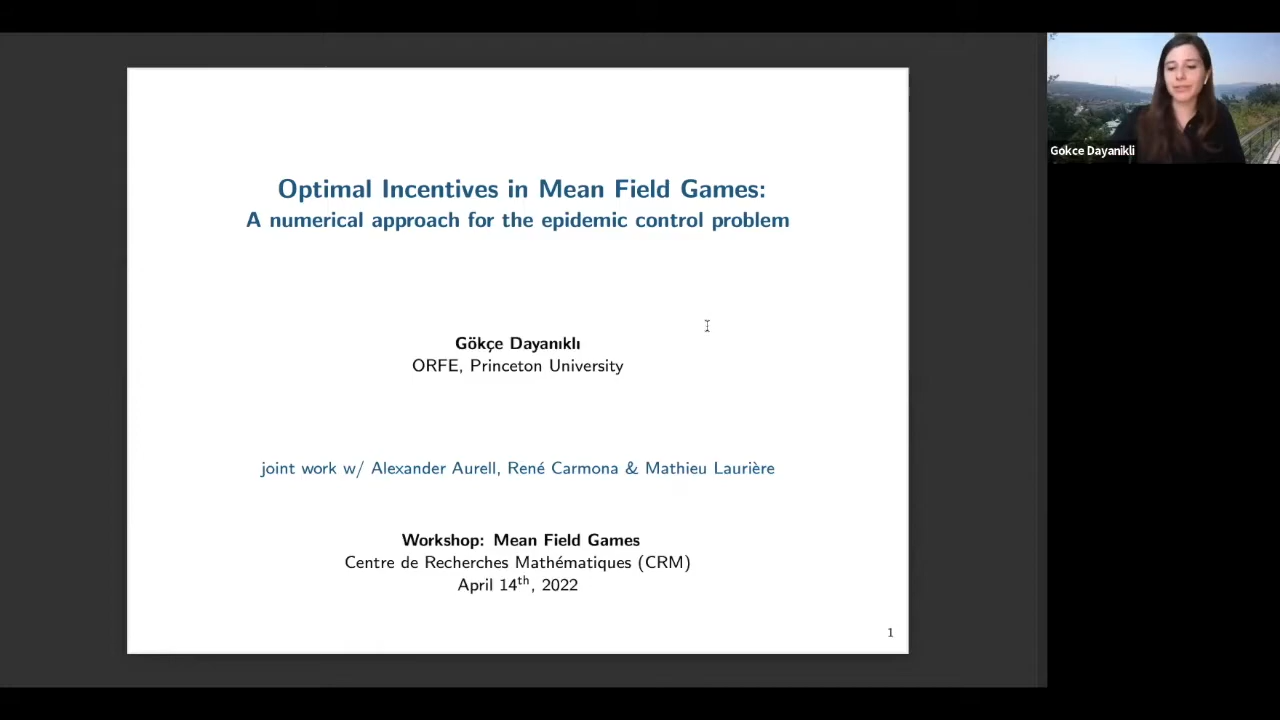 Optimal Incentives in Mean Field Games:
A numerical approach for the epidemic control problem
Gökçe Dayanıklı
ORFE, Princeton University
joint work w/ Alexander Aurell, René Carmona & Mathieu Laurière
Workshop: Mean Field Games
Centre de Recherches Mathématiques (CRM)
April 14th, 2022
1
Gokce Dayanikli